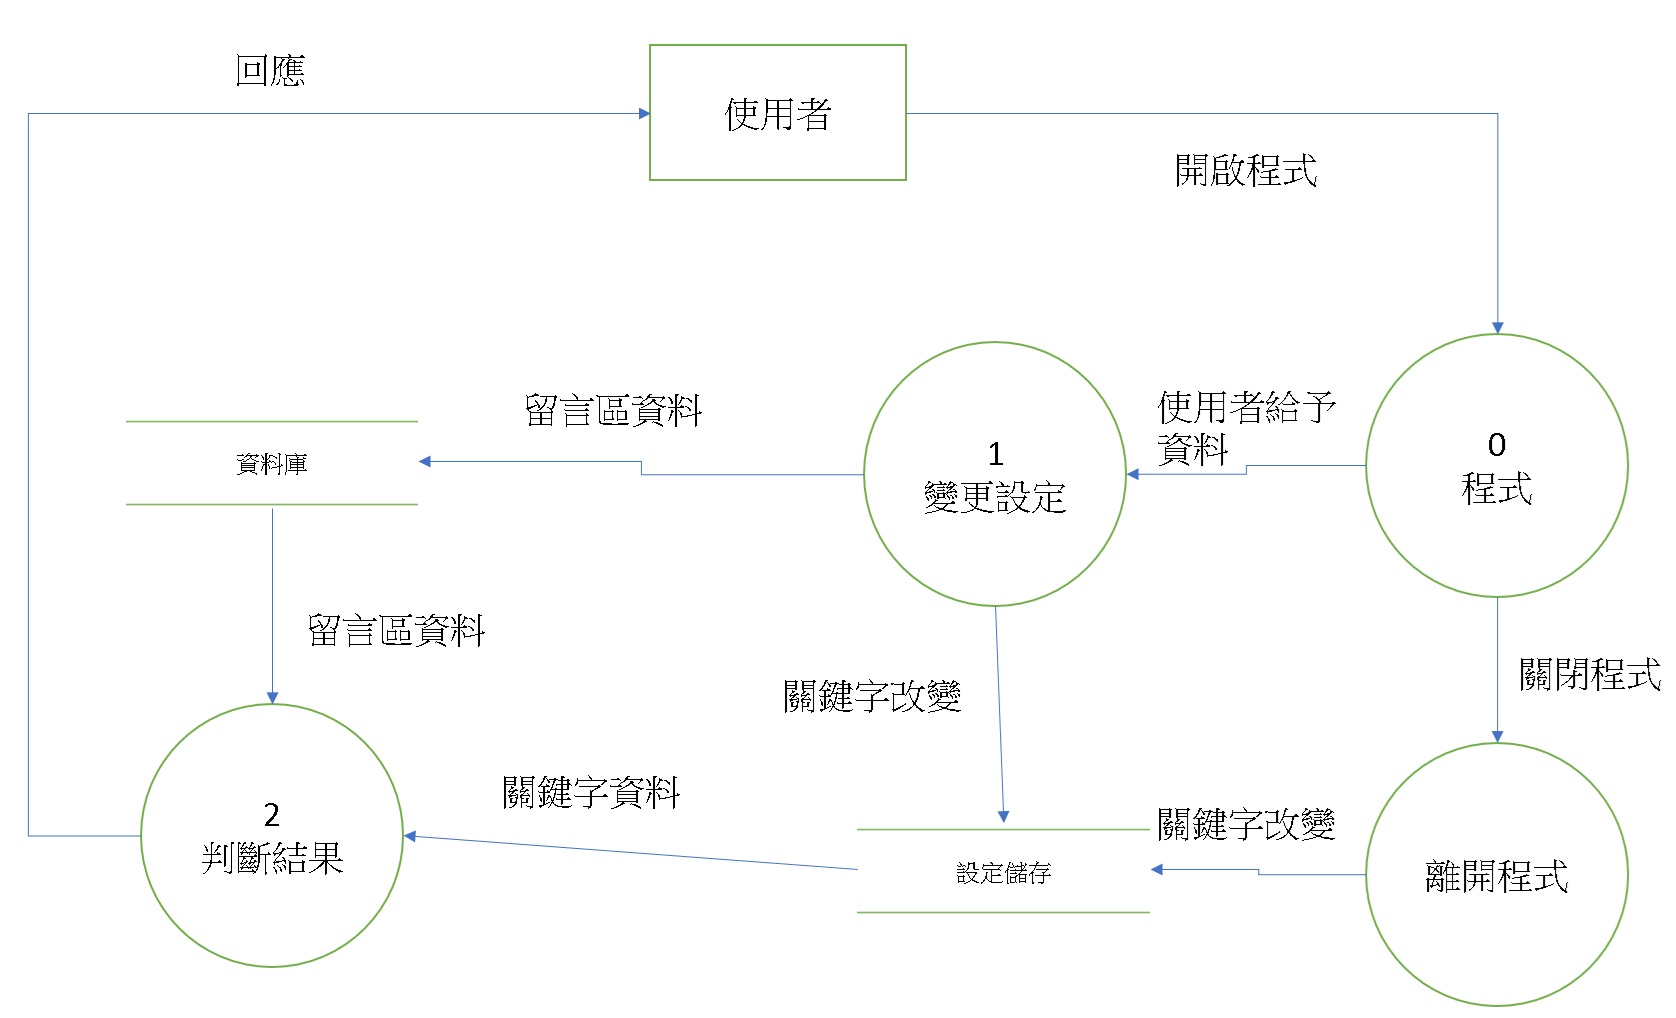 回應
使用者
開啟程式
留言區資料
使用者給予
資料
0
程式
1
變更設定
資料庫
留言區資料
關鍵字改變
關閉程式
關鍵字資料
2
判斷結果
關鍵字改變
設定儲存
離開程式